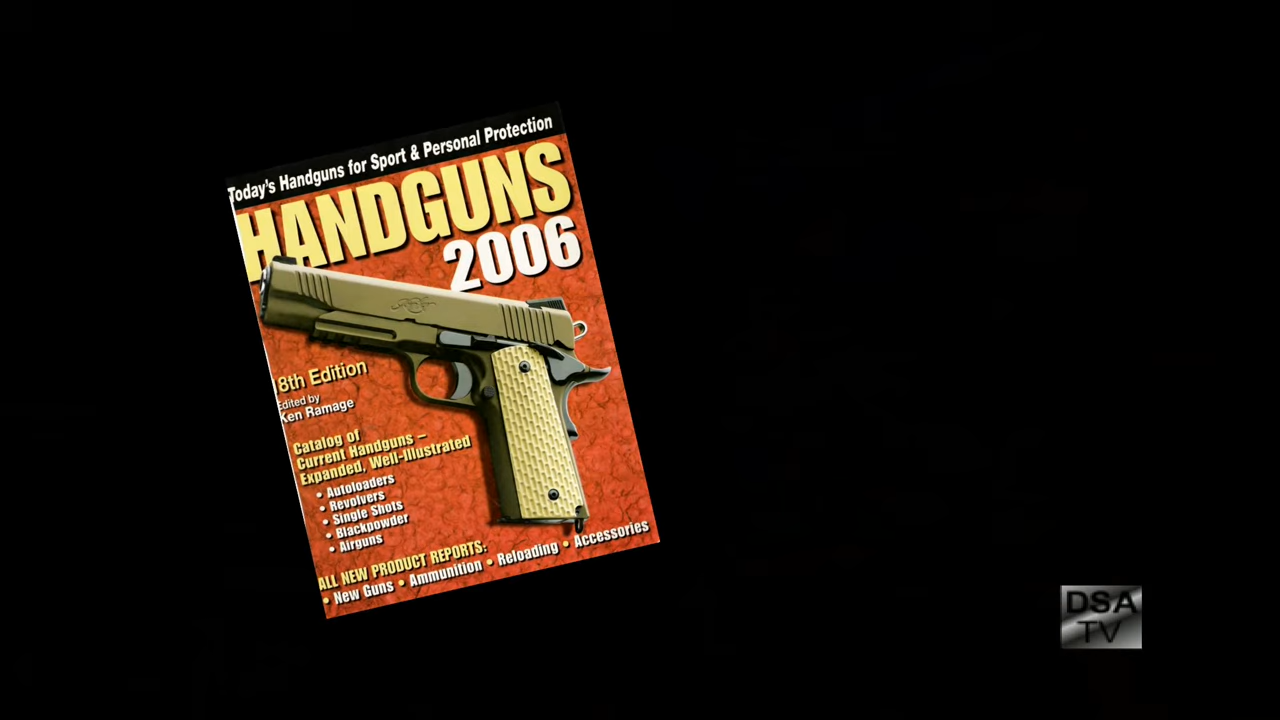 Today's Handguns for Sport & Personal Protection
HANDGUNS
2006
8th Edition
Edited by
Ken Ramage
Catalog of
Current Handguns –
Expanded, Well-Illustrated
• Autoloaders
• Revolvers
• Single Shots
• Blackpowder
• Airguns
ALL NEW PRODUCT REPORTS:
• New Guns • Ammunition • Reloading • Accessories
DSA
TV